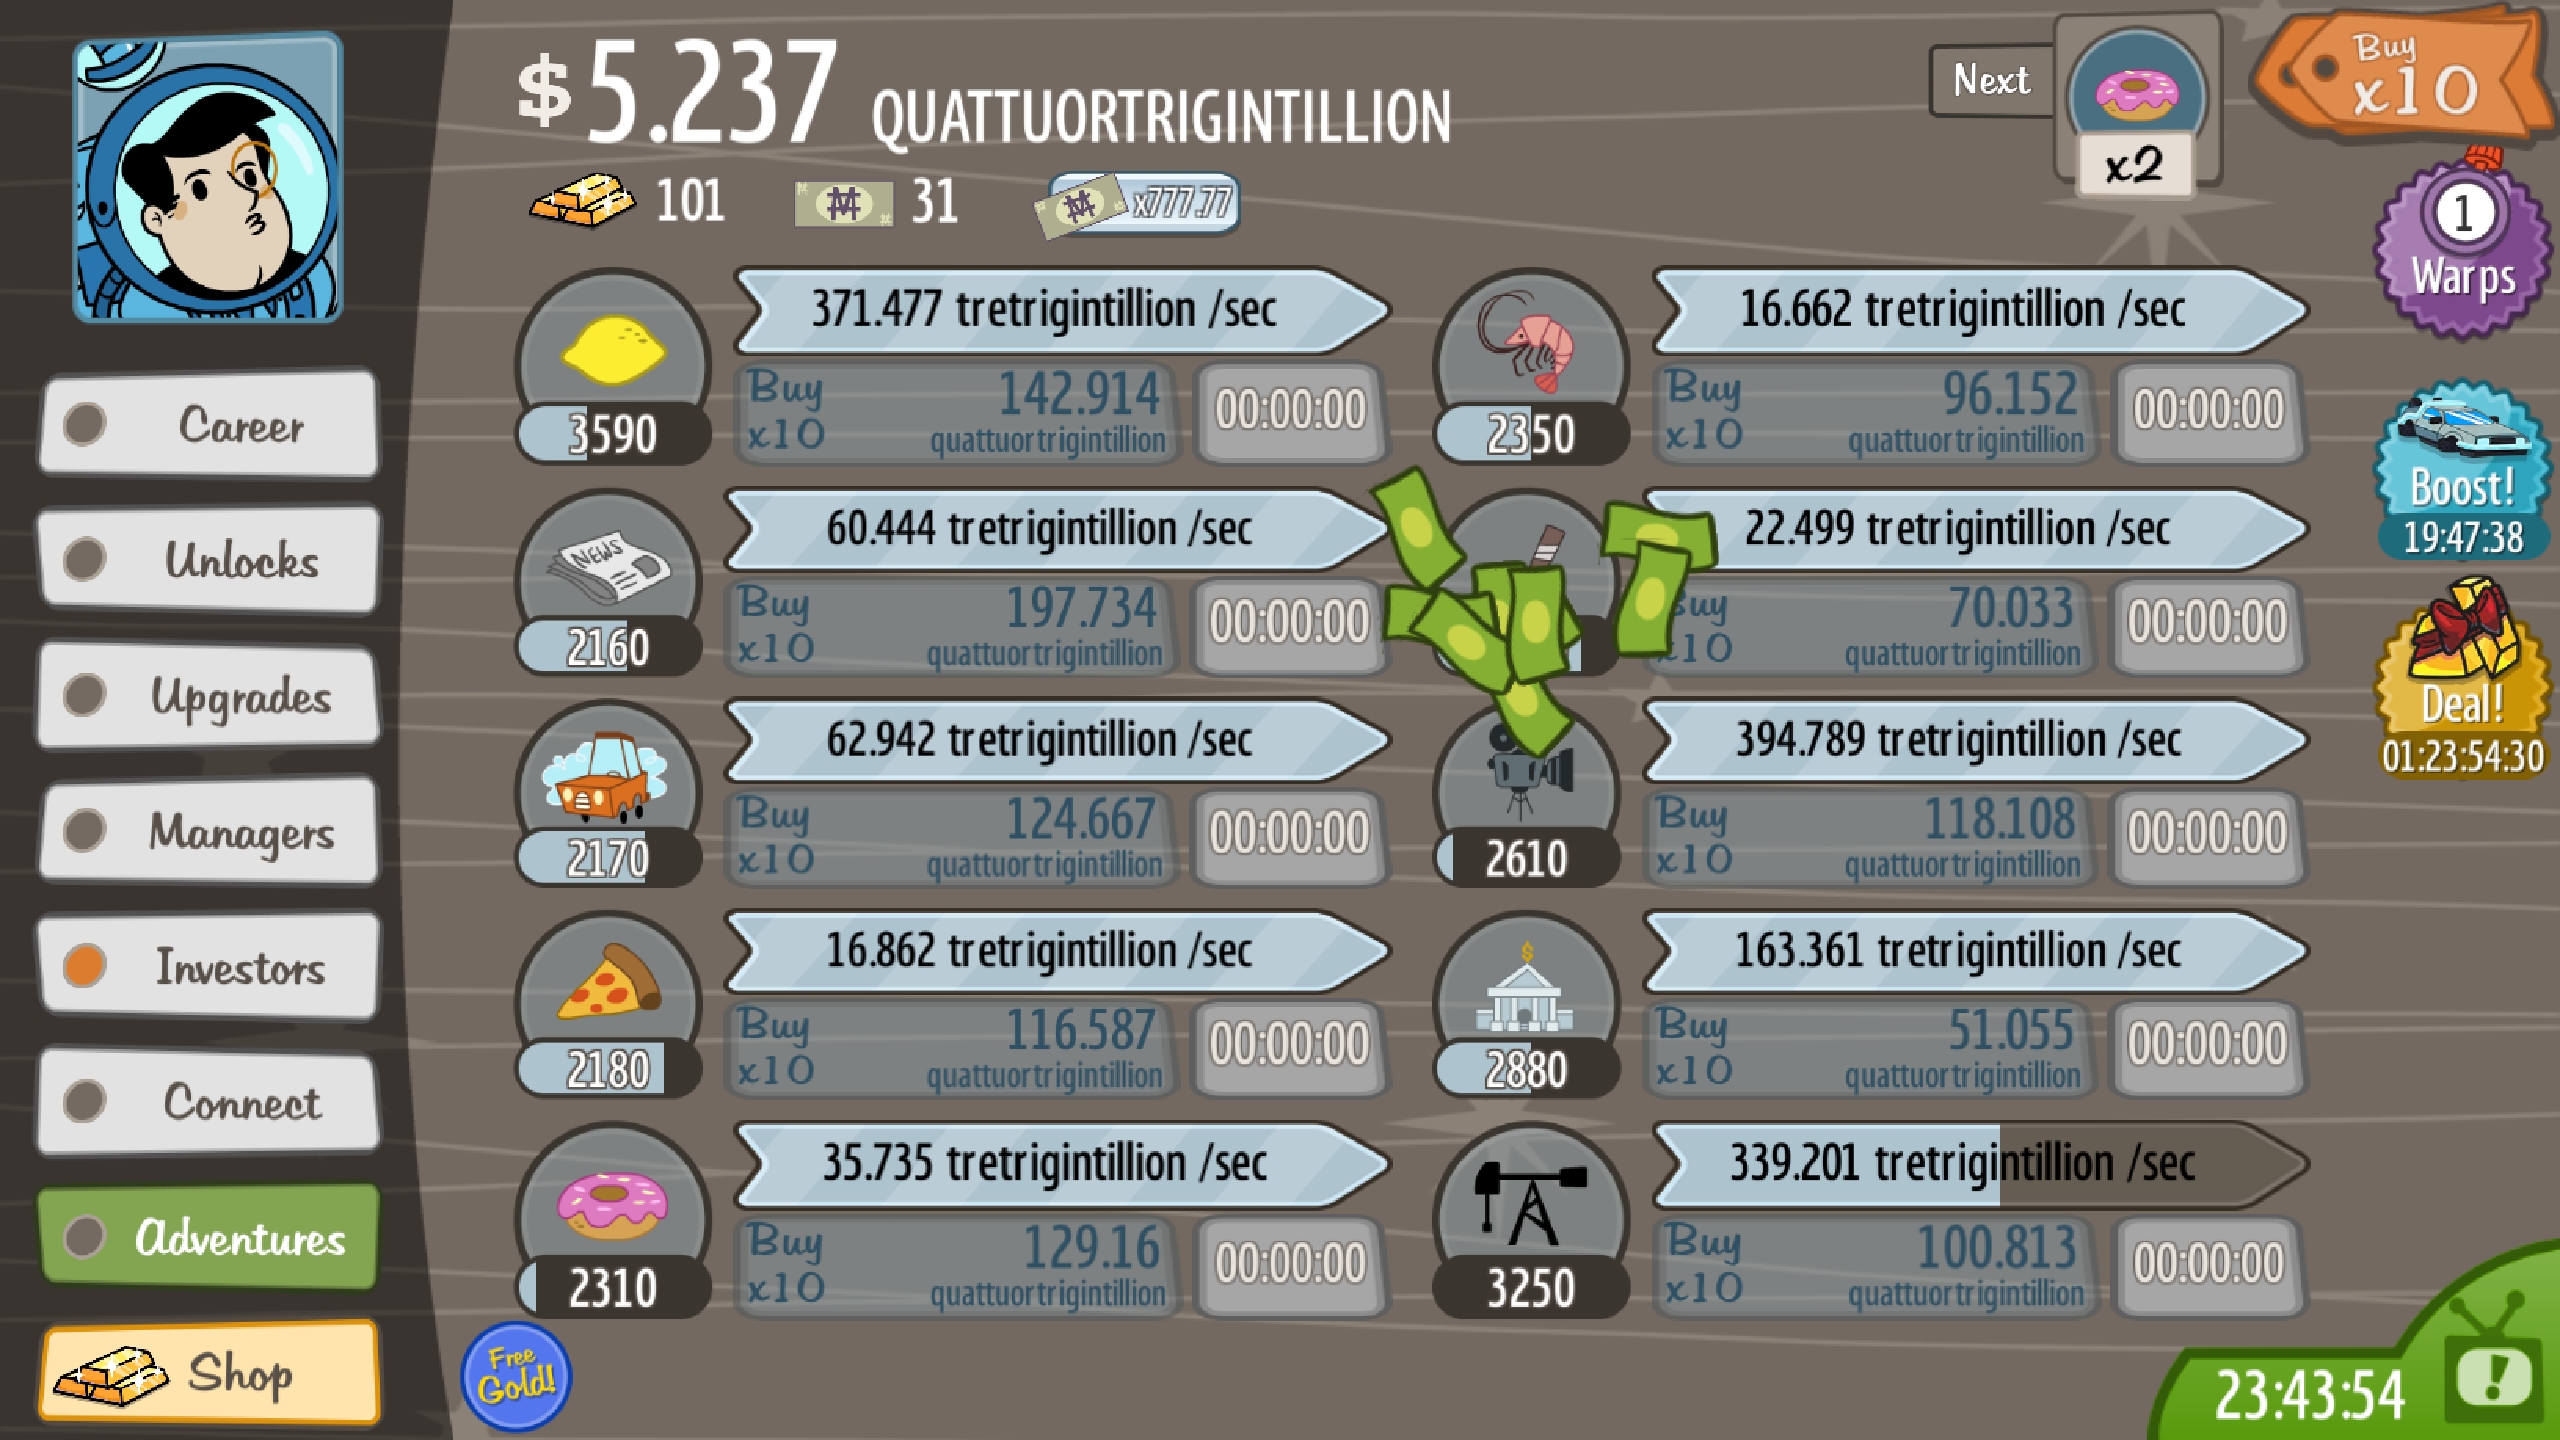 $ 5.237 QUATTUORTRIGINTILLION
101 31 x777.77
Next
x2
Buy
x10
1
Warps
Boost!
19:47:38
Deal!
01:23:54:30
Career
Unlocks
Upgrades
Managers
Investors
Connect
Adventures
Shop
371.477 tretrigintillion /sec
3590
Buy x10
142.914 quattuortrigintillion
00:00:00
NEWS
60.444 tretrigintillion /sec
2160
Buy x10
197.734 quattuortrigintillion
00:00:00
62.942 tretrigintillion /sec
2170
Buy x10
124.667 quattuortrigintillion
00:00:00
16.862 tretrigintillion /sec
2180
Buy x10
116.587 quattuortrigintillion
00:00:00
35.735 tretrigintillion /sec
2310
Buy x10
129.16 quattuortrigintillion
00:00:00
16.662 tretrigintillion /sec
2350
Buy x10
96.152 quattuortrigintillion
00:00:00
22.499 tretrigintillion /sec
Buy x10
70.033 quattuortrigintillion
00:00:00
394.789 tretrigintillion /sec
2610
Buy x10
118.108 quattuortrigintillion
00:00:00
$
163.361 tretrigintillion /sec
2880
Buy x10
51.055 quattuortrigintillion
00:00:00
339.201 tretrigintillion /sec
3250
Buy x10
100.813 quattuortrigintillion
00:00:00
Free
Gold!
23:43:54
!